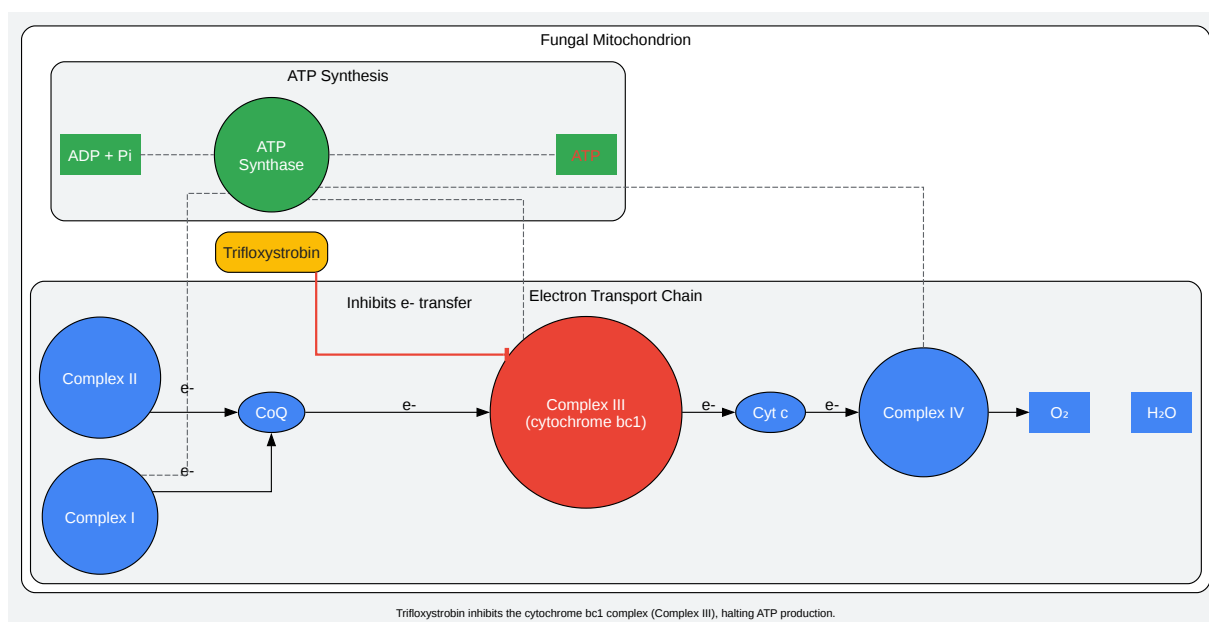 Fungal Mitochondrion
ATP Synthesis
ADP + Pi
ATP
Synthase
ATP
Trifloxystrobin
Electron Transport Chain
Inhibits e- transfer
Complex II
e-
CoQ
e-
Complex III
(cytochrome bc1)
e-
Cyt c
e-
Complex IV
O₂
H₂O
e-
Complex I
Trifloxystrobin inhibits the cytochrome bc1 complex (Complex III), halting ATP production.